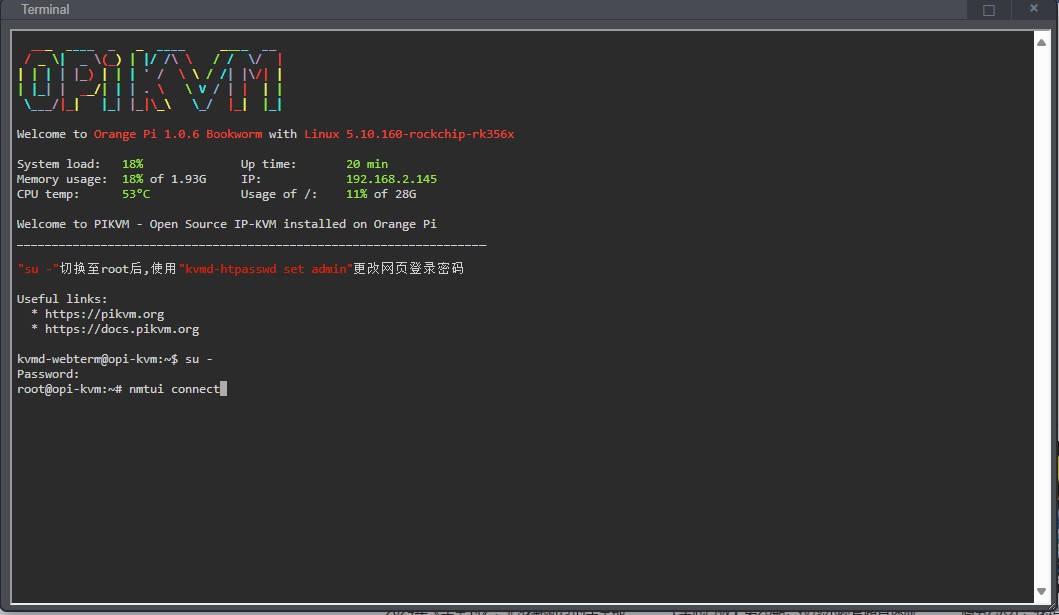 Terminal
OPIKVM
Welcome to Orange Pi 1.0.6 Bookworm with Linux 5.10.160-rockchip-rk356x
System load: 18% Up time: 20 min
Memory usage: 18% of 1.93G IP: 192.168.2.145
CPU temp: 53°C Usage of /: 11% of 28G
Welcome to PIKVM - Open Source IP-KVM installed on Orange Pi
"su -"切换至root后,使用"kvmd-htpasswd set admin"更改网页登录密码
Useful links:
* https://pikvm.org
* https://docs.pikvm.org
kvmd-webterm@opi-kvm:~$ su -
Password:
root@opi-kvm:~# nmtui connect